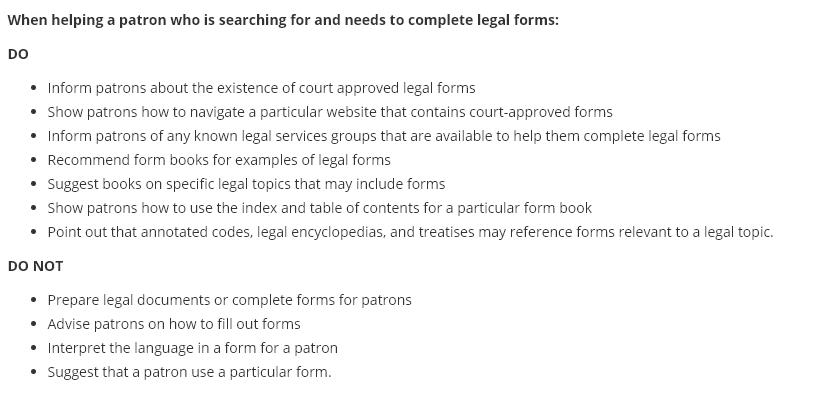 When helping a patron who is searching for and needs to complete legal forms:
DO
• Inform patrons about the existence of court approved legal forms
• Show patrons how to navigate a particular website that contains court-approved forms
• Inform patrons of any known legal services groups that are available to help them complete legal forms
• Recommend form books for examples of legal forms
• Suggest books on specific legal topics that may include forms
• Show patrons how to use the index and table of contents for a particular form book
• Point out that annotated codes, legal encyclopedias, and treatises may reference forms relevant to a legal topic.
DO NOT
• Prepare legal documents or complete forms for patrons
• Advise patrons on how to fill out forms
• Interpret the language in a form for a patron
• Suggest that a patron use a particular form.